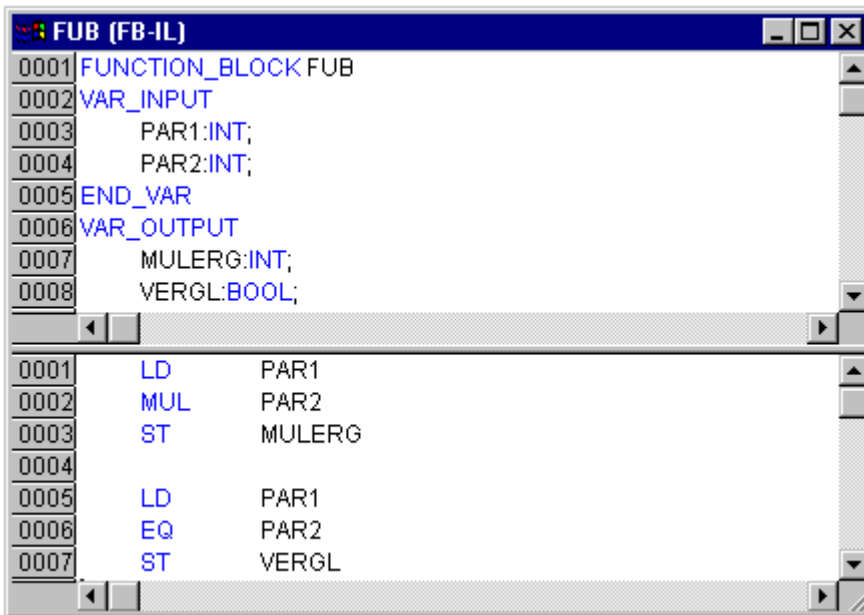 FUB (FB-IL)
0001 FUNCTION_BLOCK FUB
0002 VAR_INPUT
0003 PAR1:INT;
0004 PAR2:INT;
0005 END_VAR
0006 VAR_OUTPUT
0007 MULERG:INT;
0008 VERGL:BOOL;
0001 LD PAR1
0002 MUL PAR2
0003 ST MULERG
0004
0005 LD PAR1
0006 EQ PAR2
0007 ST VERGL